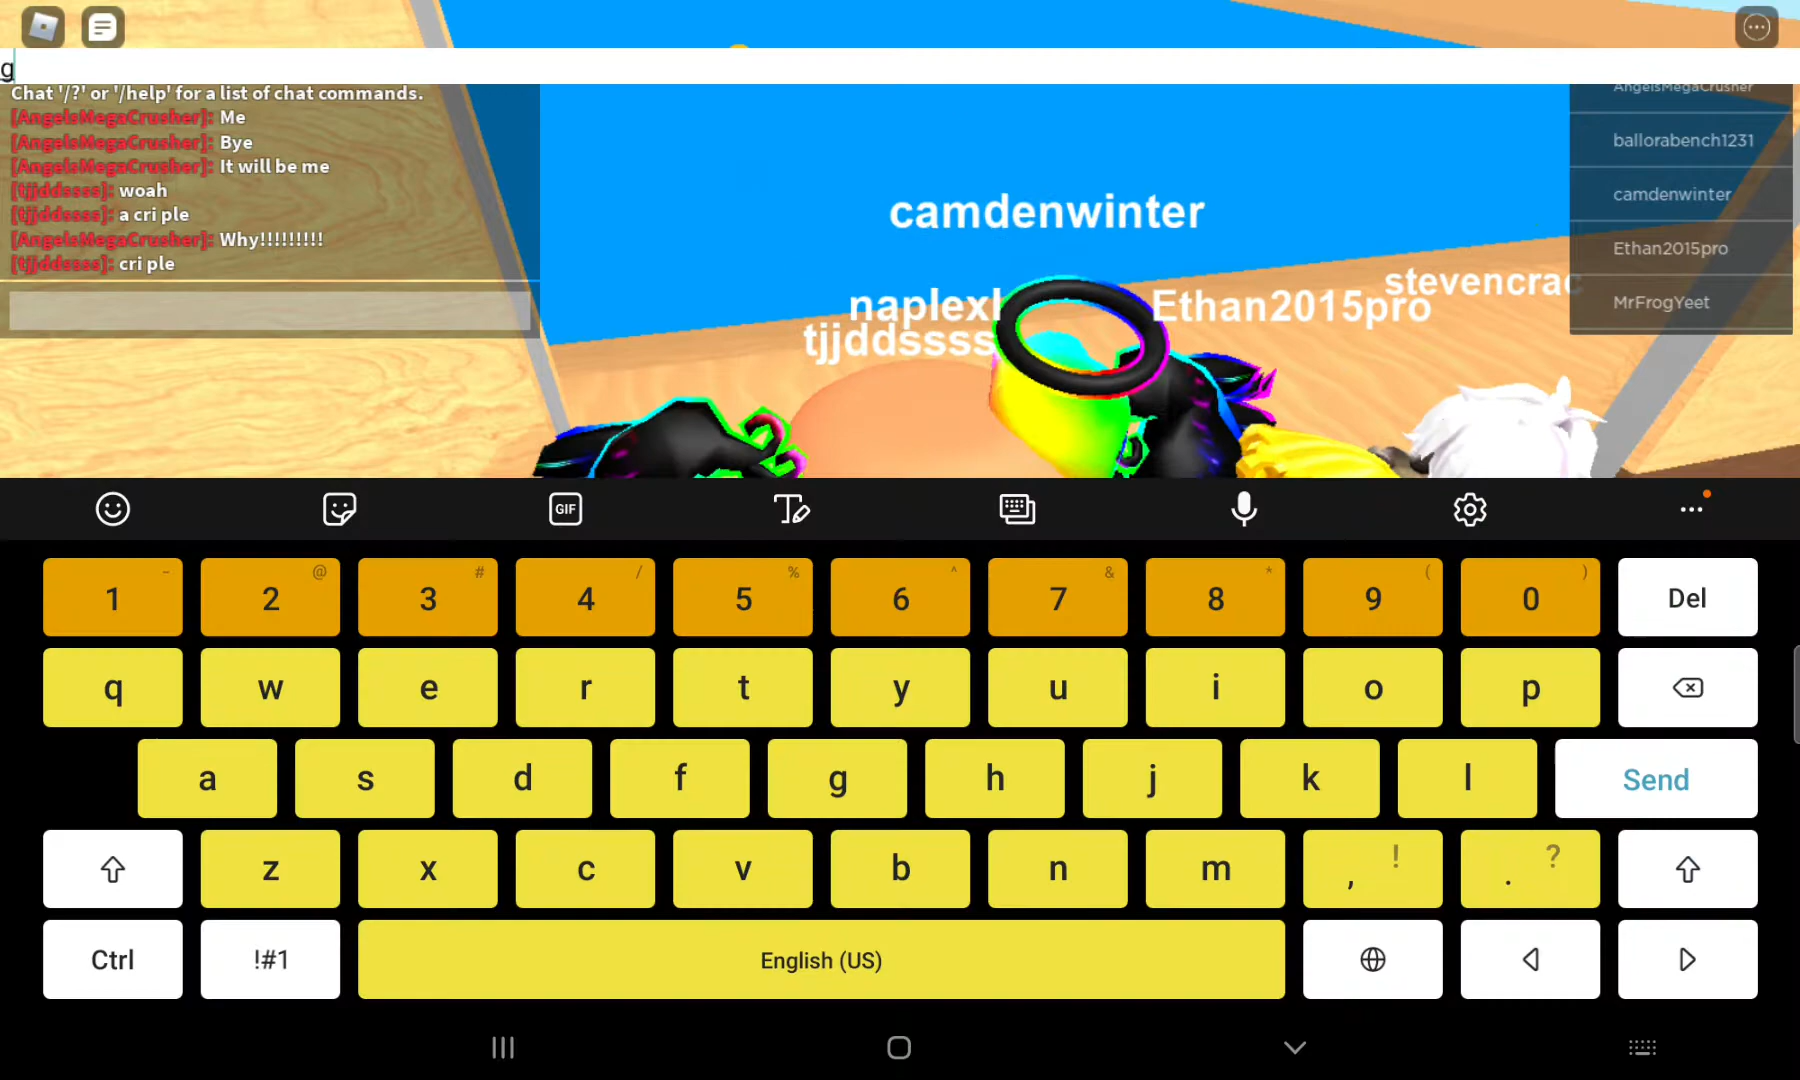 g
Chat '/?' or '/help' for a list of chat commands.
[AngelsMegaCrusher]: Me
[AngelsMegaCrusher]: Bye
[AngelsMegaCrusher]: It will be me
[tjjddssss]: woah
[tjjddssss]: a cri ple
[AngelsMegaCrusher]: Why!!!!!!!!!
[tjjddssss]: cri ple
AngelsMegaCrusher
ballorabench1231
camdenwinter
Ethan2015pro
MrFrogYeet
camdenwinter
naplexl
Ethan2015pro
stevencrac
tjjddssss
GIF
1 - 2 @ 3 # 4 / 5 % 6 ^ 7 & 8 * 9 ( 0 ) Del
q w e r t y u i o p
a s d f g h j k l Send
z x c v b n m , ! . ?
Ctrl !#1 English (US)